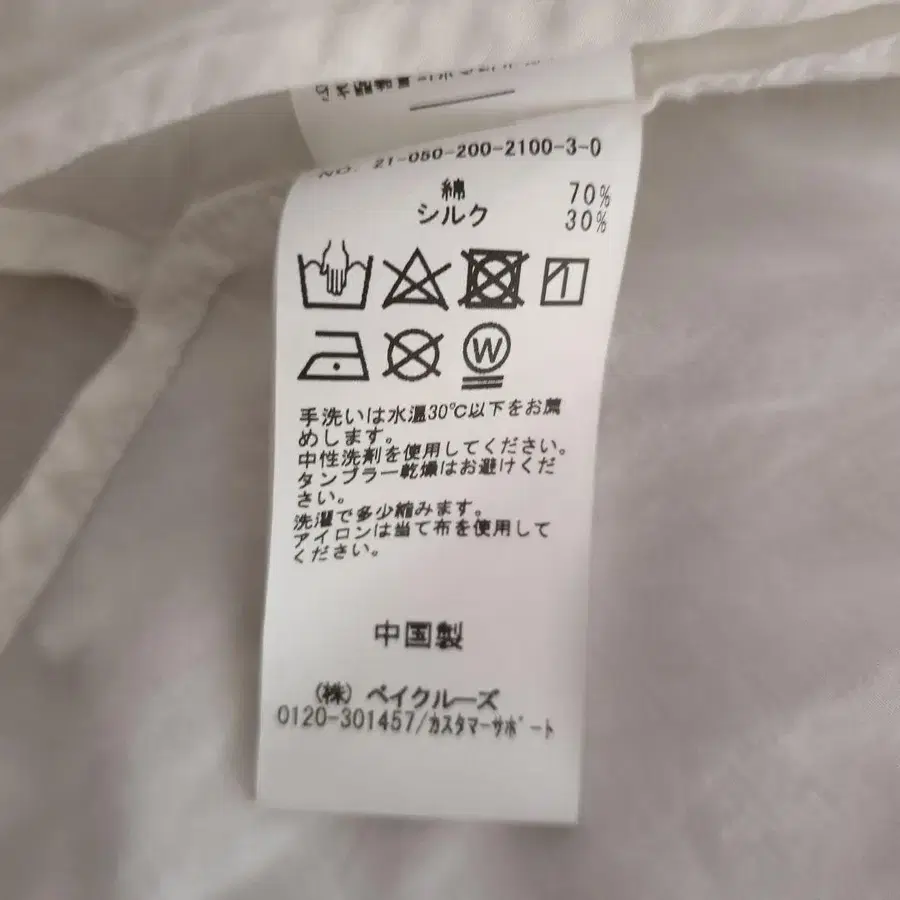 NO. 21-050-200-2100-3-0
綿 70%
シルク 30%
W
手洗いは水温30℃以下をお薦
めします。
中性洗剤を使用してください。
タンブラー乾燥はお避けくだ
さい。
洗濯で多少縮みます。
アイロンは当て布を使用して
ください。
中国製
(株) ベイクルーズ
0120-301457/カスタマーサポート